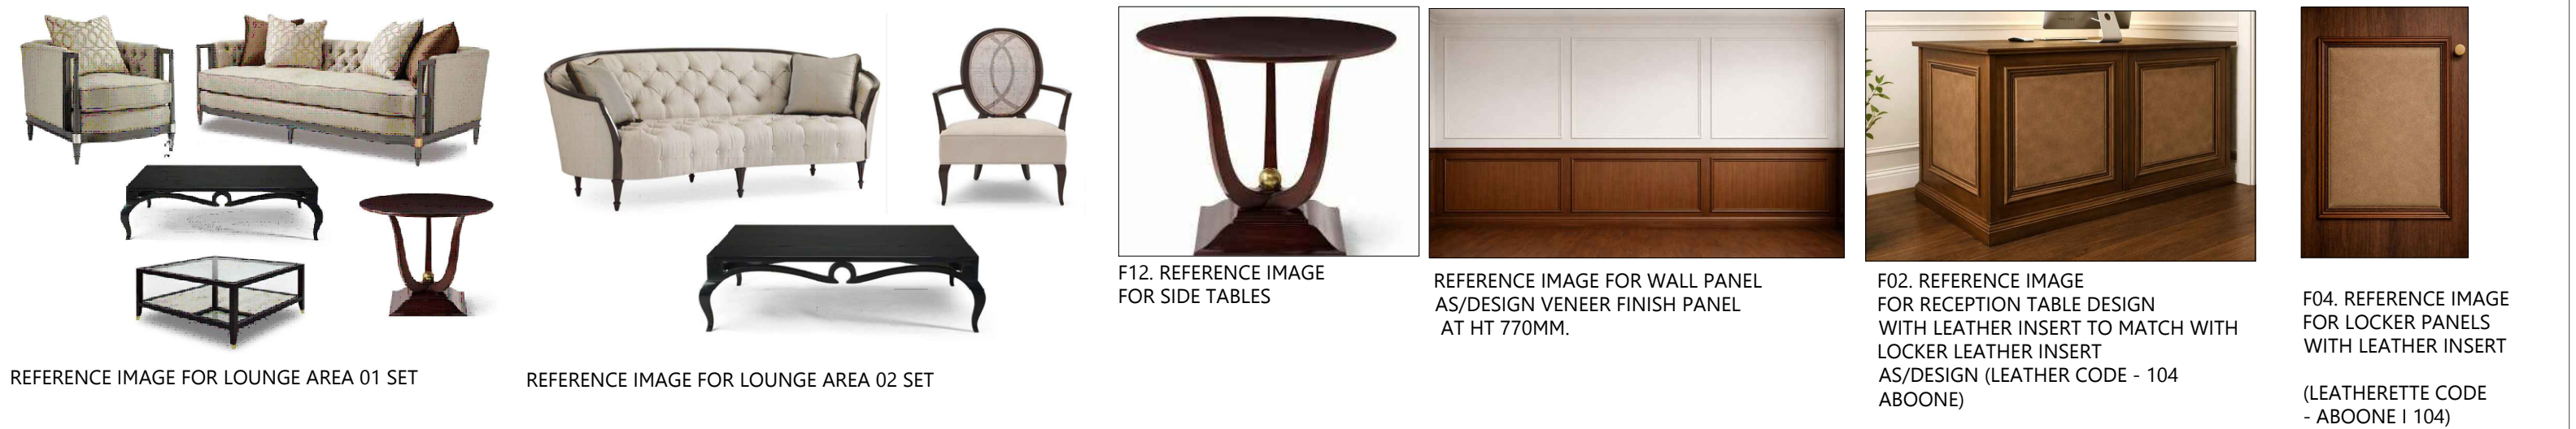 REFERENCE IMAGE FOR LOUNGE AREA 01 SET
REFERENCE IMAGE FOR LOUNGE AREA 02 SET
F12. REFERENCE IMAGE
FOR SIDE TABLES
REFERENCE IMAGE FOR WALL PANEL
AS/DESIGN VENEER FINISH PANEL
AT HT 770MM.
F02. REFERENCE IMAGE
FOR RECEPTION TABLE DESIGN
WITH LEATHER INSERT TO MATCH WITH
LOCKER LEATHER INSERT
AS/DESIGN (LEATHER CODE - 104
ABOONE)
F04. REFERENCE IMAGE
FOR LOCKER PANELS
WITH LEATHER INSERT
(LEATHERETTE CODE
- ABOONE I 104)